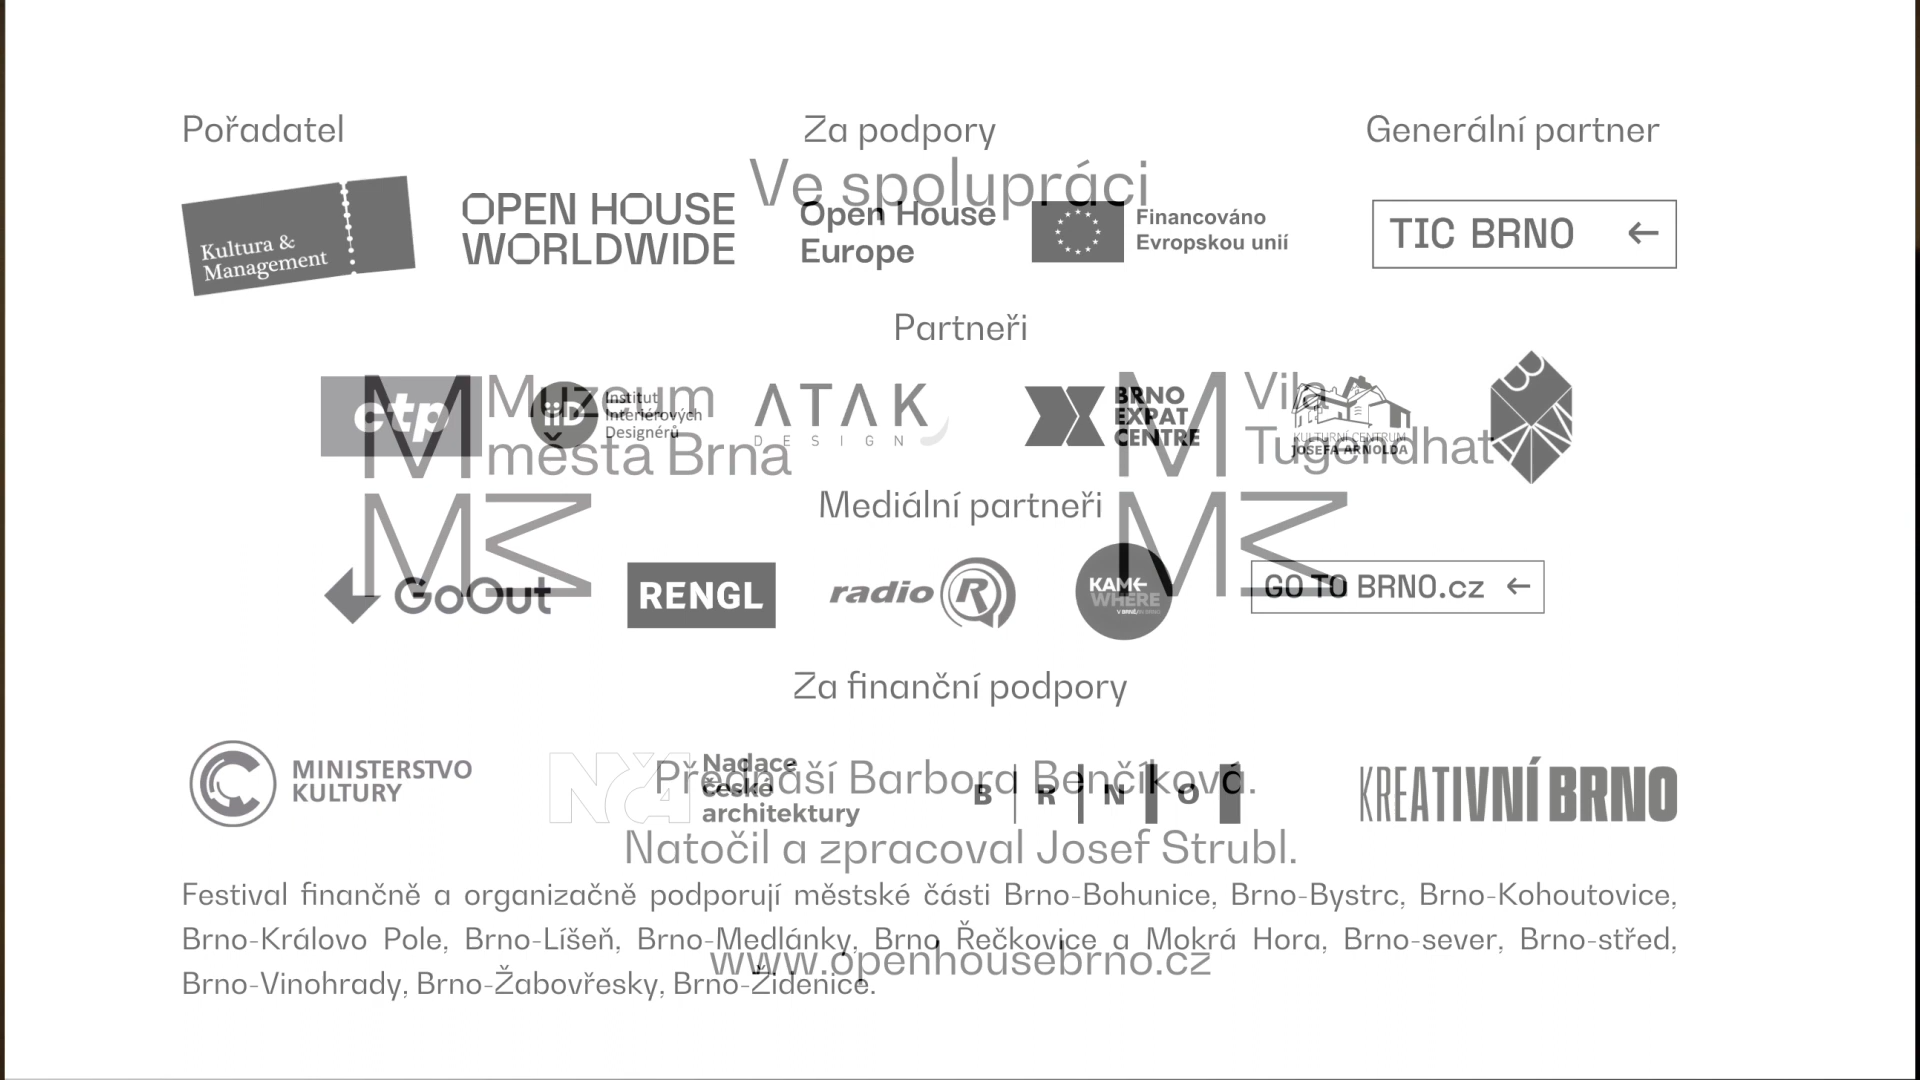 Pořadatel
Za podpory
Generální partner
Ve spolupráci
Kultura &
Management
OPEN HOUSE
WORLDWIDE
Open House
Europe
Financováno
Evropskou unií
TIC BRNO
Partneři
ctp
Muzeum
města Brna
iiD
Institut
Interiérových
Designérů
ATAK
DESIGN
BRNO
EXPAT
CENTRE
Vila
Tugendhat
KULTURNÍ CENTRUM
JOSEFA ARNOLDA
Mediální partneři
GoOut
RENGL
radio R
KAM
WHERE
GO TO BRNO.cz
Za finanční podpory
MINISTERSTVO
KULTURY
NČA
Nadace
české
architektury
BRNO
KREATIVNÍ BRNO
Přednáší Barbora Benčíková.
Natočil a zpracoval Josef Strubl.
Festival finančně a organizačně podporují městské části Brno-Bohunice, Brno-Bystrc, Brno-Kohoutovice,
Brno-Královo Pole, Brno-Líšeň, Brno-Medlánky, Brno Řečkovice a Mokrá Hora, Brno-sever, Brno-střed,
Brno-Vinohrady, Brno-Žabovřesky, Brno-Židenice.
www.openhousebrno.cz